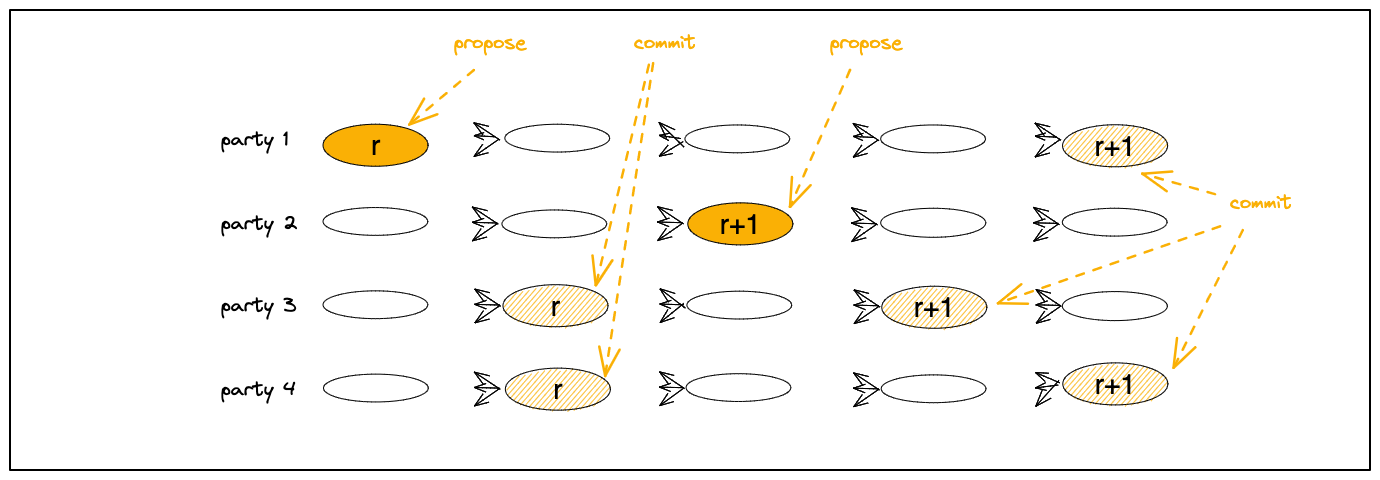 propose
commit
propose
party 1
r
r+1
commit
party 2
r+1
party 3
r
r+1
party 4
r
r+1